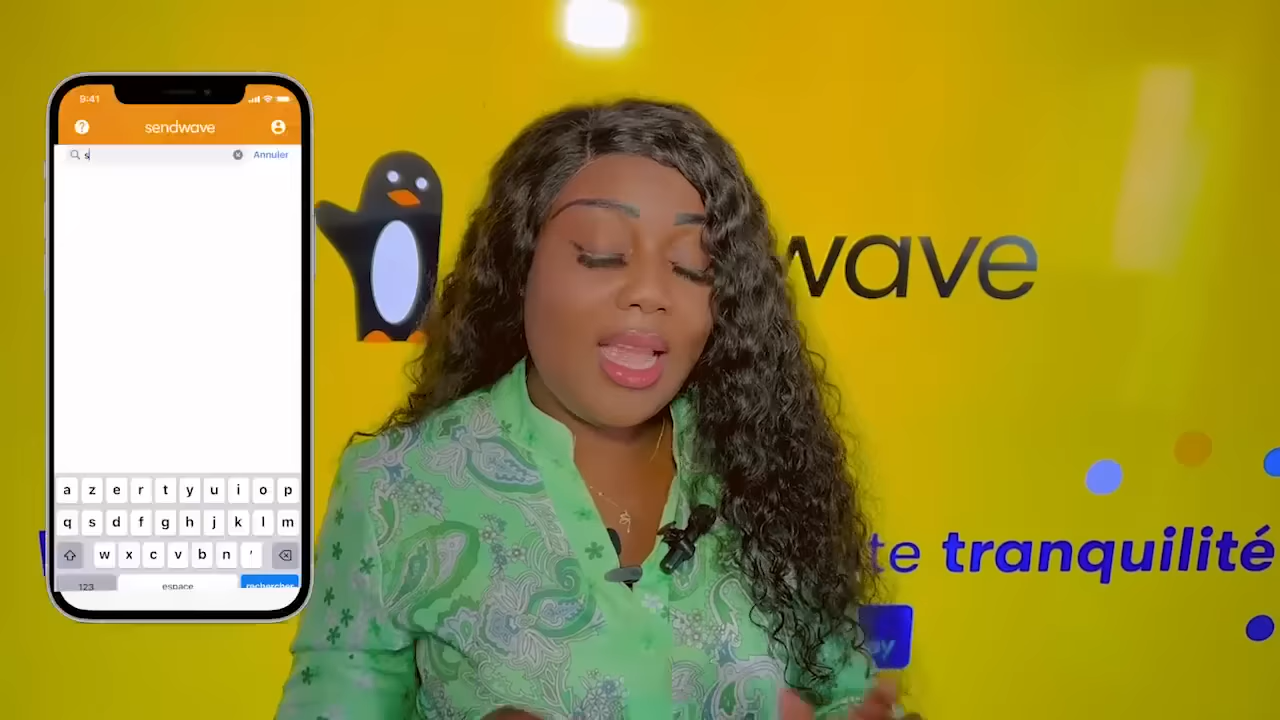 9:41
sendwave
s
Annuler
a z e r t y u i o p
q s d f g h j k l m
w x c v b n '
123 espace rechercher
wave
te tranquilité